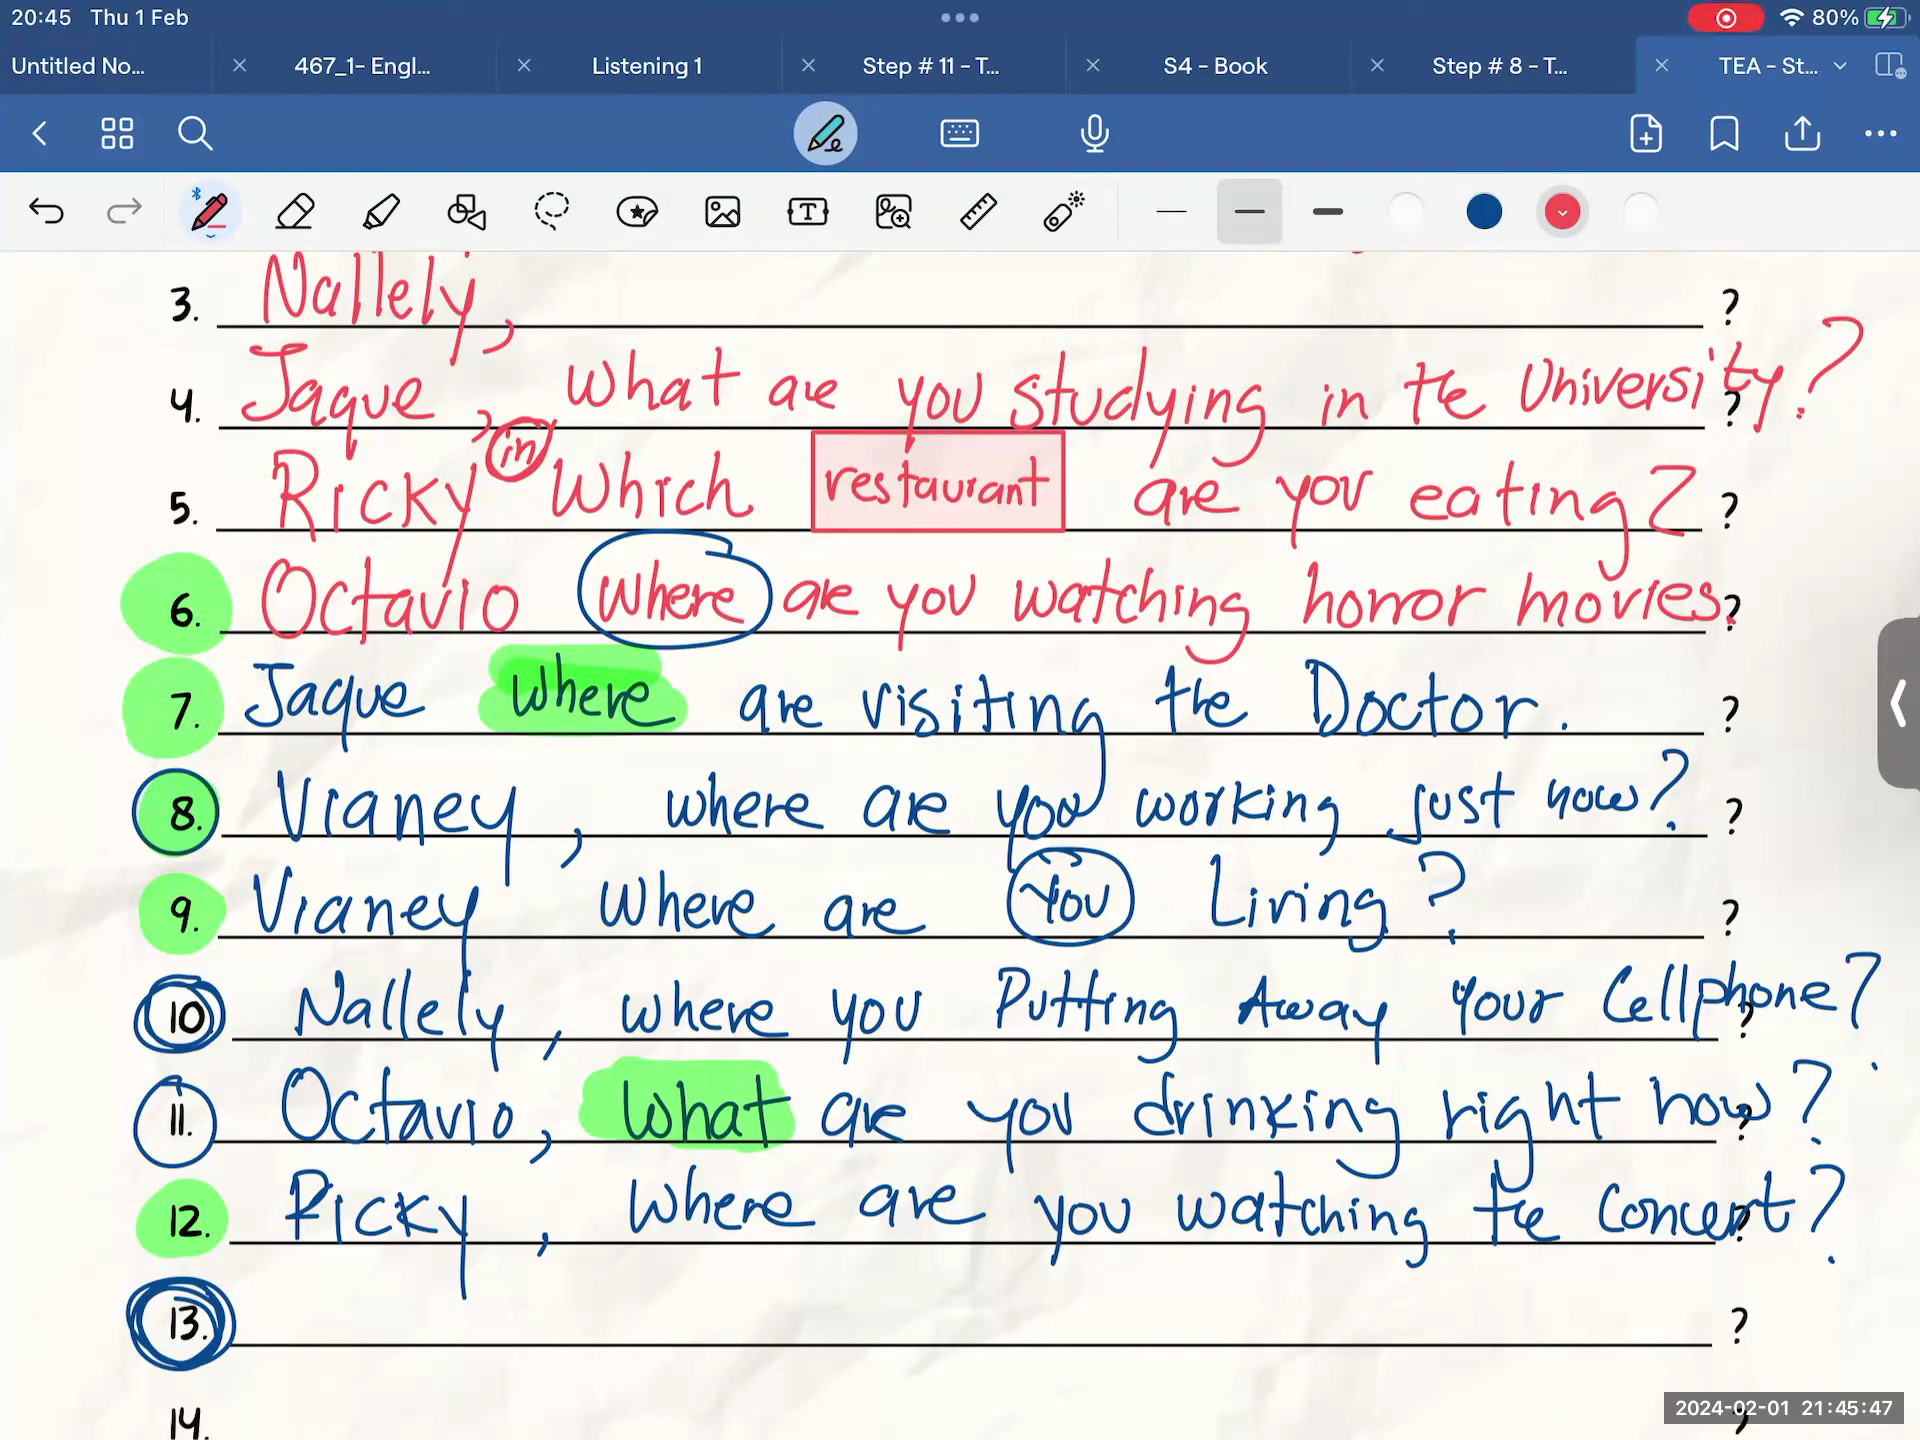 20:45 Thu 1 Feb 80%
Untitled No... 467_1- Engl... Listening 1 Step # 11 - T... S4 - Book Step # 8 - T... TEA - St...
3. Nallely, ?
4. Jaque, What are you studying in the University? ?
5. Ricky in Which restaurant are you eating? ?
6. Octavio where are you watching horror movies. ?
7. Jaque where are visiting the Doctor. ?
8. Vianey, where are you working just now? ?
9. Vianey Where are You Living? ?
10. Nallely, where you Putting Away Your Cellphone? ?
11. Octavio, What are you drinking right now? ?
12. Ricky, Where are you watching the Concert? ?
13. ?
14. ?
2024-02-01 21:45:47